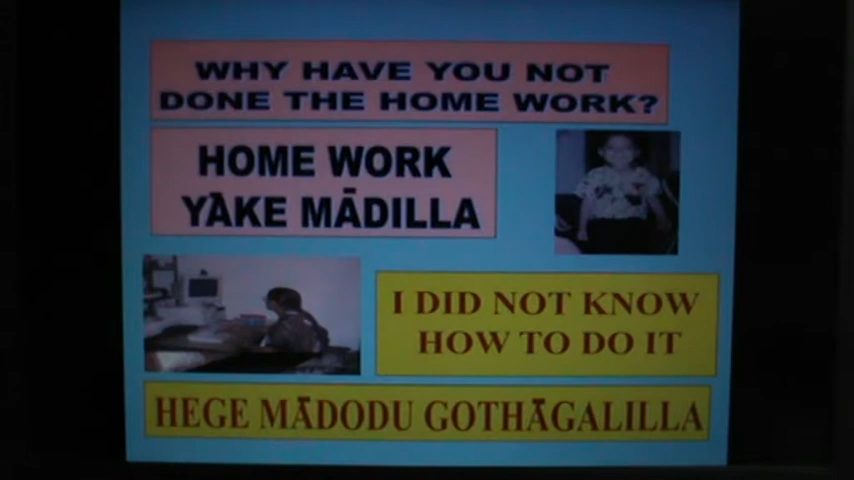 WHY HAVE YOU NOT
DONE THE HOME WORK?
HOME WORK
YĀKE MĀDILLA
I DID NOT KNOW
HOW TO DO IT
HEGE MĀDODU GOTHĀGALILLA